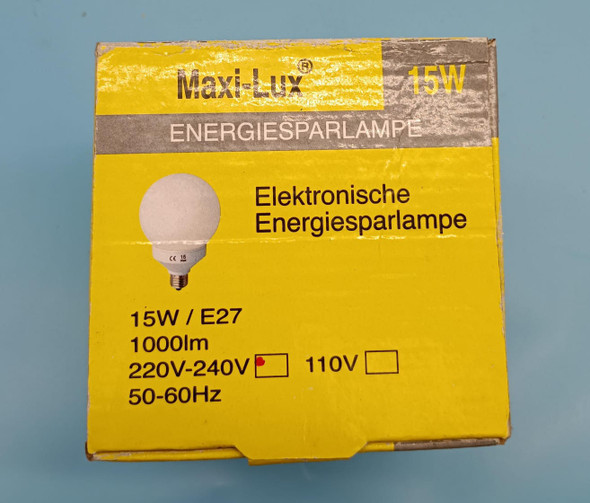 Maxi-Lux® 15W
ENERGIESPARLAMPE
Elektronische
Energiesparlampe
15W / E27
1000lm
220V-240V 110V
50-60Hz